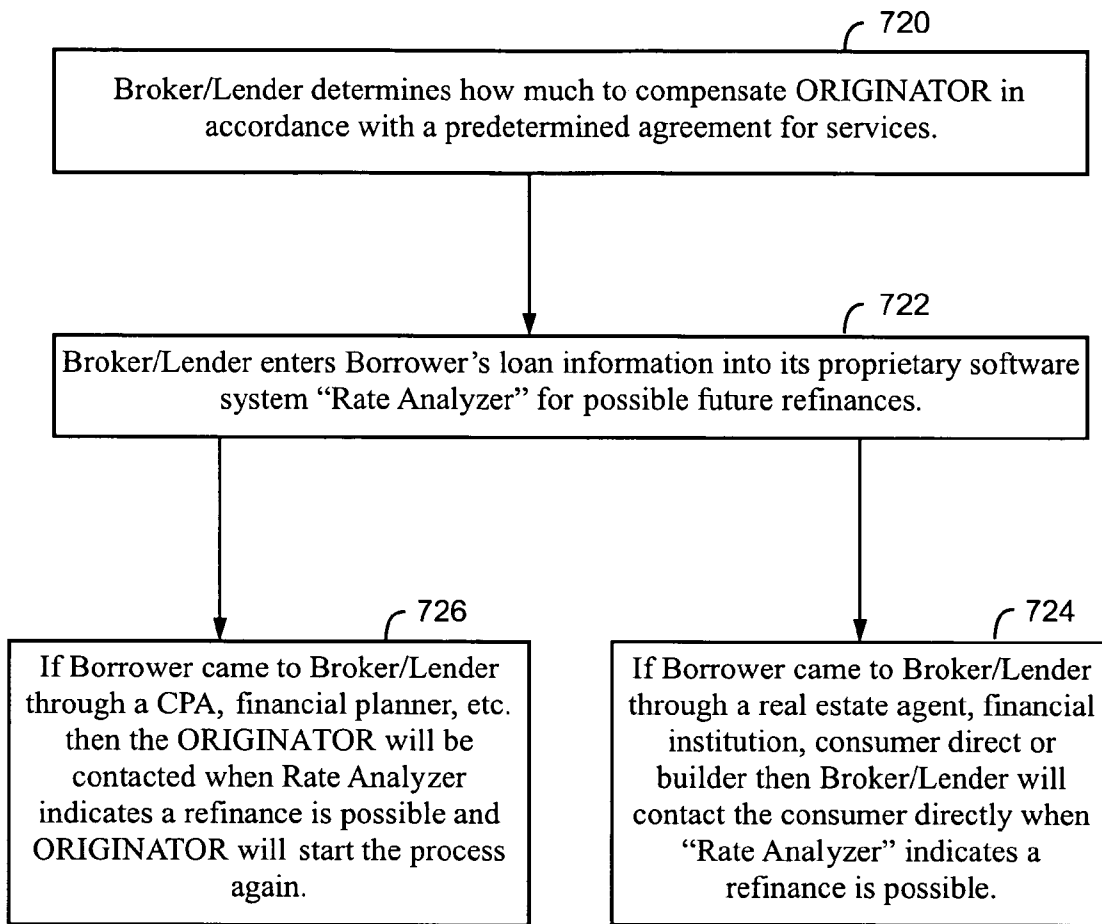 720
Broker/Lender determines how much to compensate ORIGINATOR in
accordance with a predetermined agreement for services.
722
Broker/Lender enters Borrower’s loan information into its proprietary software
system “Rate Analyzer” for possible future refinances.
726
If Borrower came to Broker/Lender
through a CPA, financial planner, etc.
then the ORIGINATOR will be
contacted when Rate Analyzer
indicates a refinance is possible and
ORIGINATOR will start the process
again.
724
If Borrower came to Broker/Lender
through a real estate agent, financial
institution, consumer direct or
builder then Broker/Lender will
contact the consumer directly when
“Rate Analyzer” indicates a
refinance is possible.